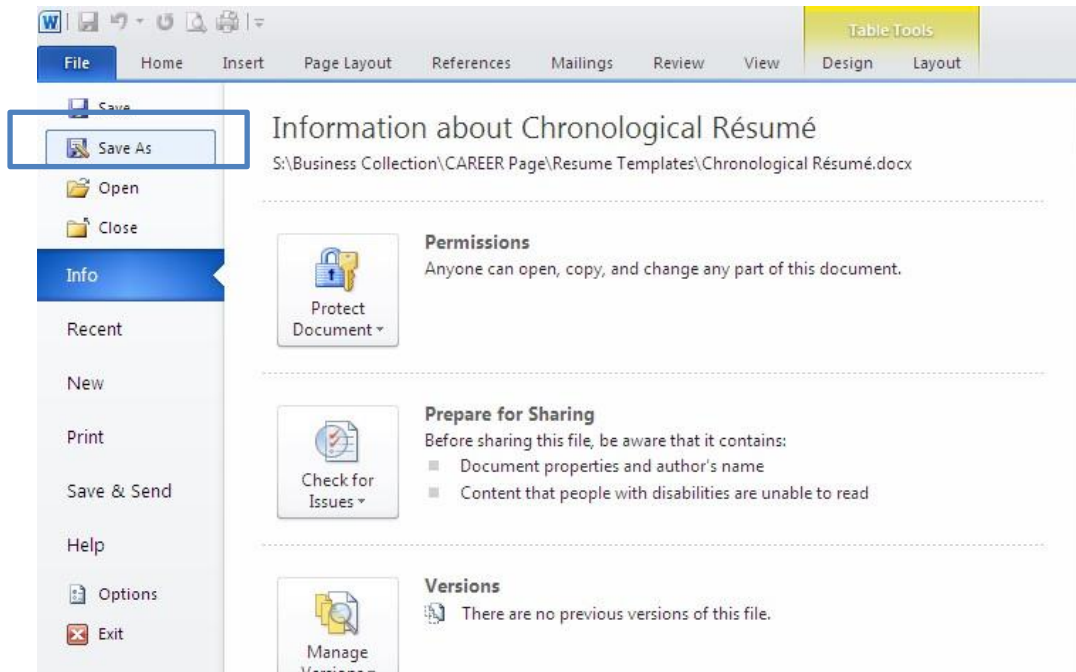 W
Table Tools
File Home Insert Page Layout References Mailings Review View Design Layout
Save
Save As
Open
Close
Info
Recent
New
Print
Save & Send
Help
Options
Exit
Information about Chronological Résumé
S:\Business Collection\CAREER Page\Resume Templates\Chronological Résumé.docx
Protect
Document
Permissions
Anyone can open, copy, and change any part of this document.
Check for
Issues
Prepare for Sharing
Before sharing this file, be aware that it contains:
Document properties and author's name
Content that people with disabilities are unable to read
Manage
Versions
Versions
There are no previous versions of this file.